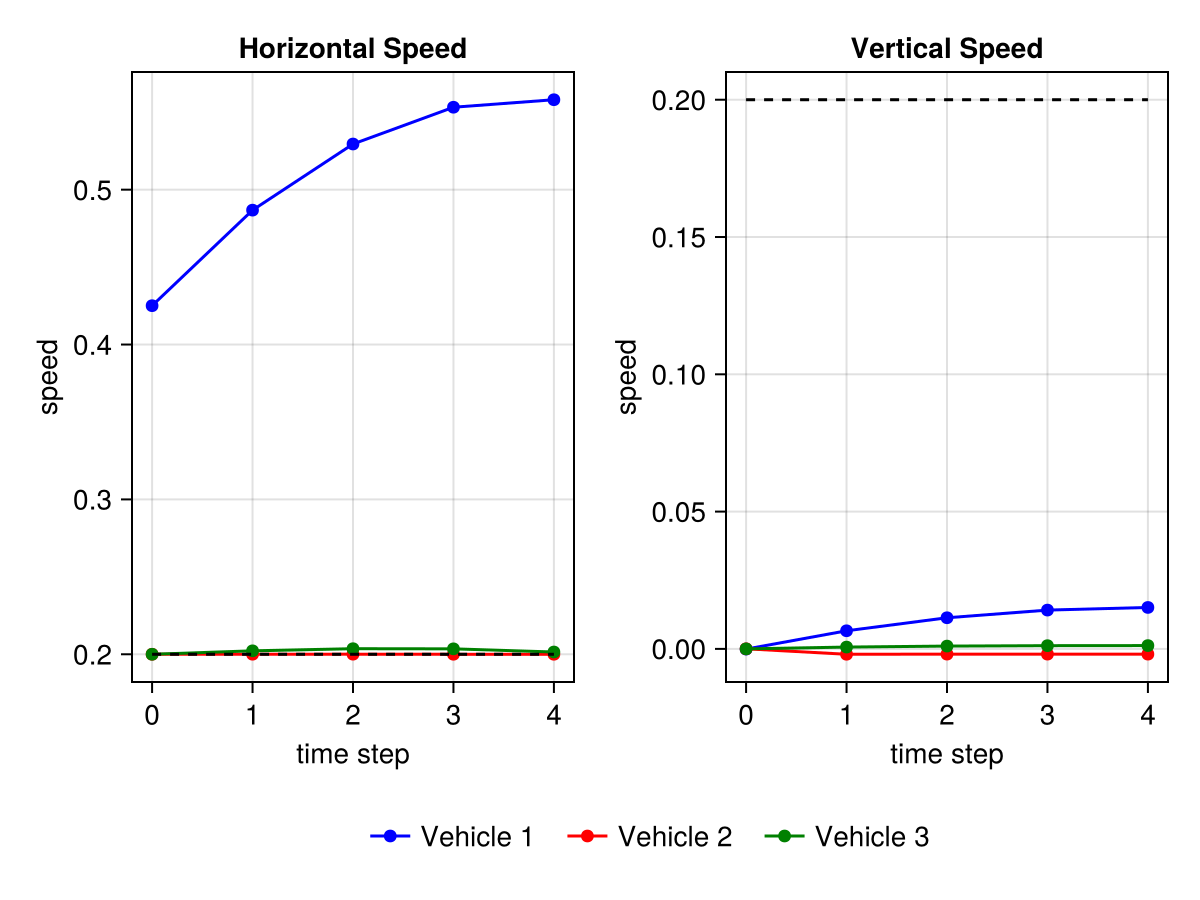 Horizontal Speed
speed
0.5
0.4
0.3
0.2
0 1 2 3 4
time step
Vertical Speed
speed
0.20
0.15
0.10
0.05
0.00
0 1 2 3 4
time step
Vehicle 1 Vehicle 2 Vehicle 3